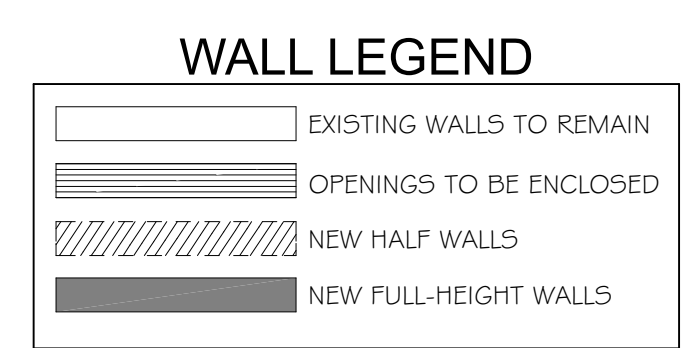 WALL LEGEND
EXISTING WALLS TO REMAIN
OPENINGS TO BE ENCLOSED
NEW HALF WALLS
NEW FULL-HEIGHT WALLS